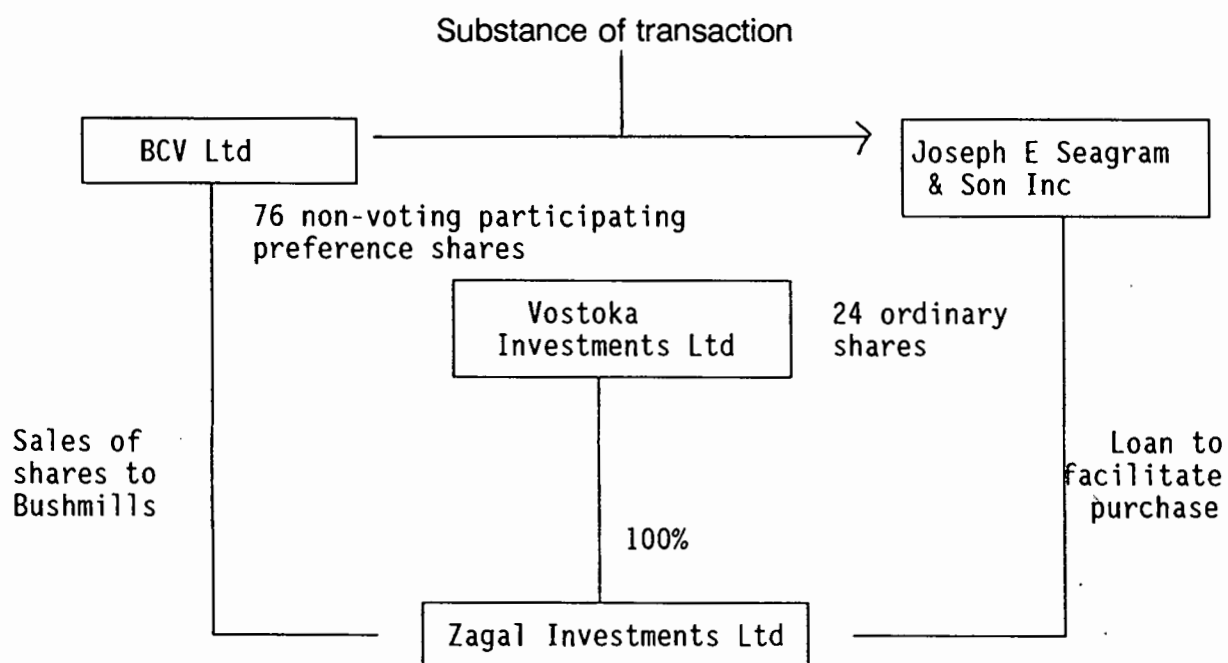 Substance of transaction
BCV Ltd
Joseph E Seagram
& Son Inc
76 non-voting participating
preference shares
Vostoka
Investments Ltd
24 ordinary
shares
Sales of
shares to
Bushmills
Loan to
facilitate
purchase
100%
Zagal Investments Ltd